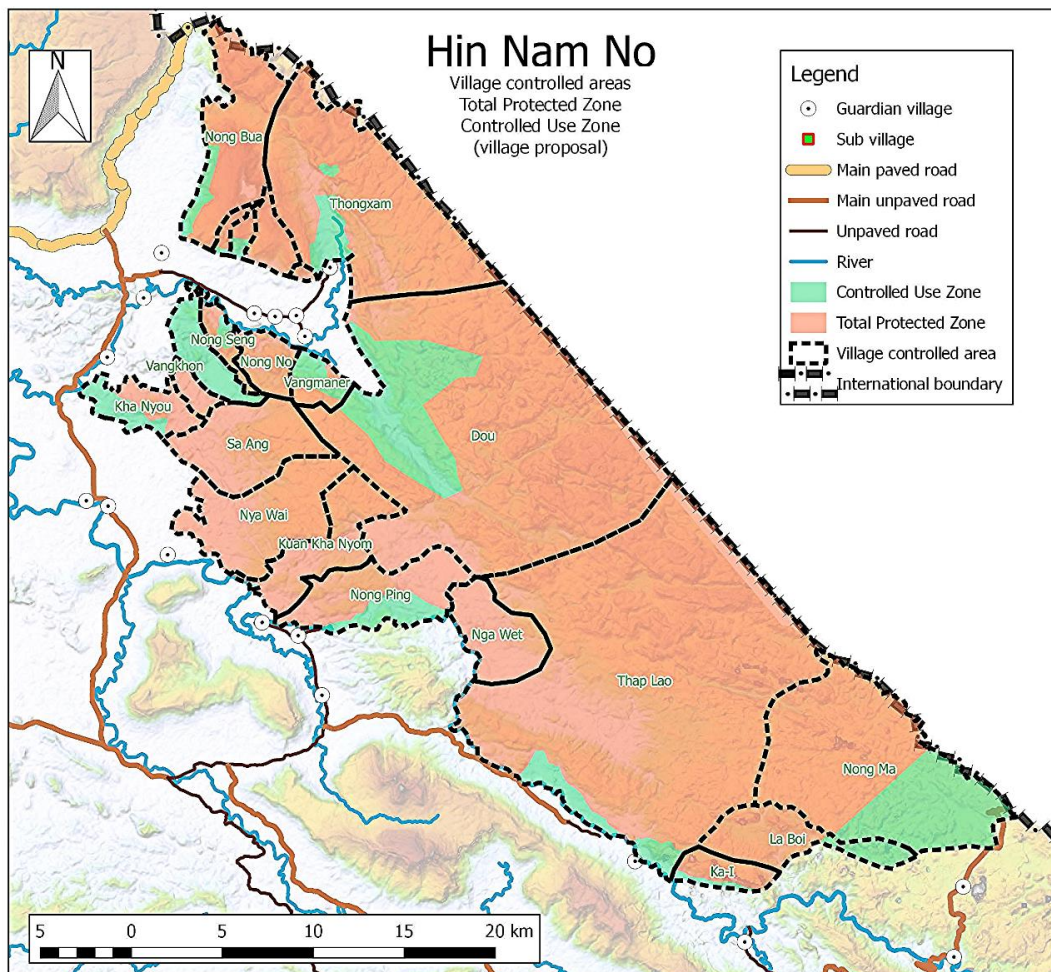 Hin Nam No
Village controlled areas
Total Protected Zone
Controlled Use Zone
(village proposal)
N
Legend
Guardian village
Sub village
Main paved road
Main unpaved road
Unpaved road
River
Controlled Use Zone
Total Protected Zone
Village controlled area
International boundary
Nong Bua
Thongxam
Nong Seng
Nong No
Vangkhon
Vangmaner
Kha Nyou
Sa Ang
Dou
Nya Wai
Kuan Kha Nyom
Nong Ping
Nga Wet
Thap Lao
Nong Ma
La Boi
Ka-I
5 0 5 10 15 20 km